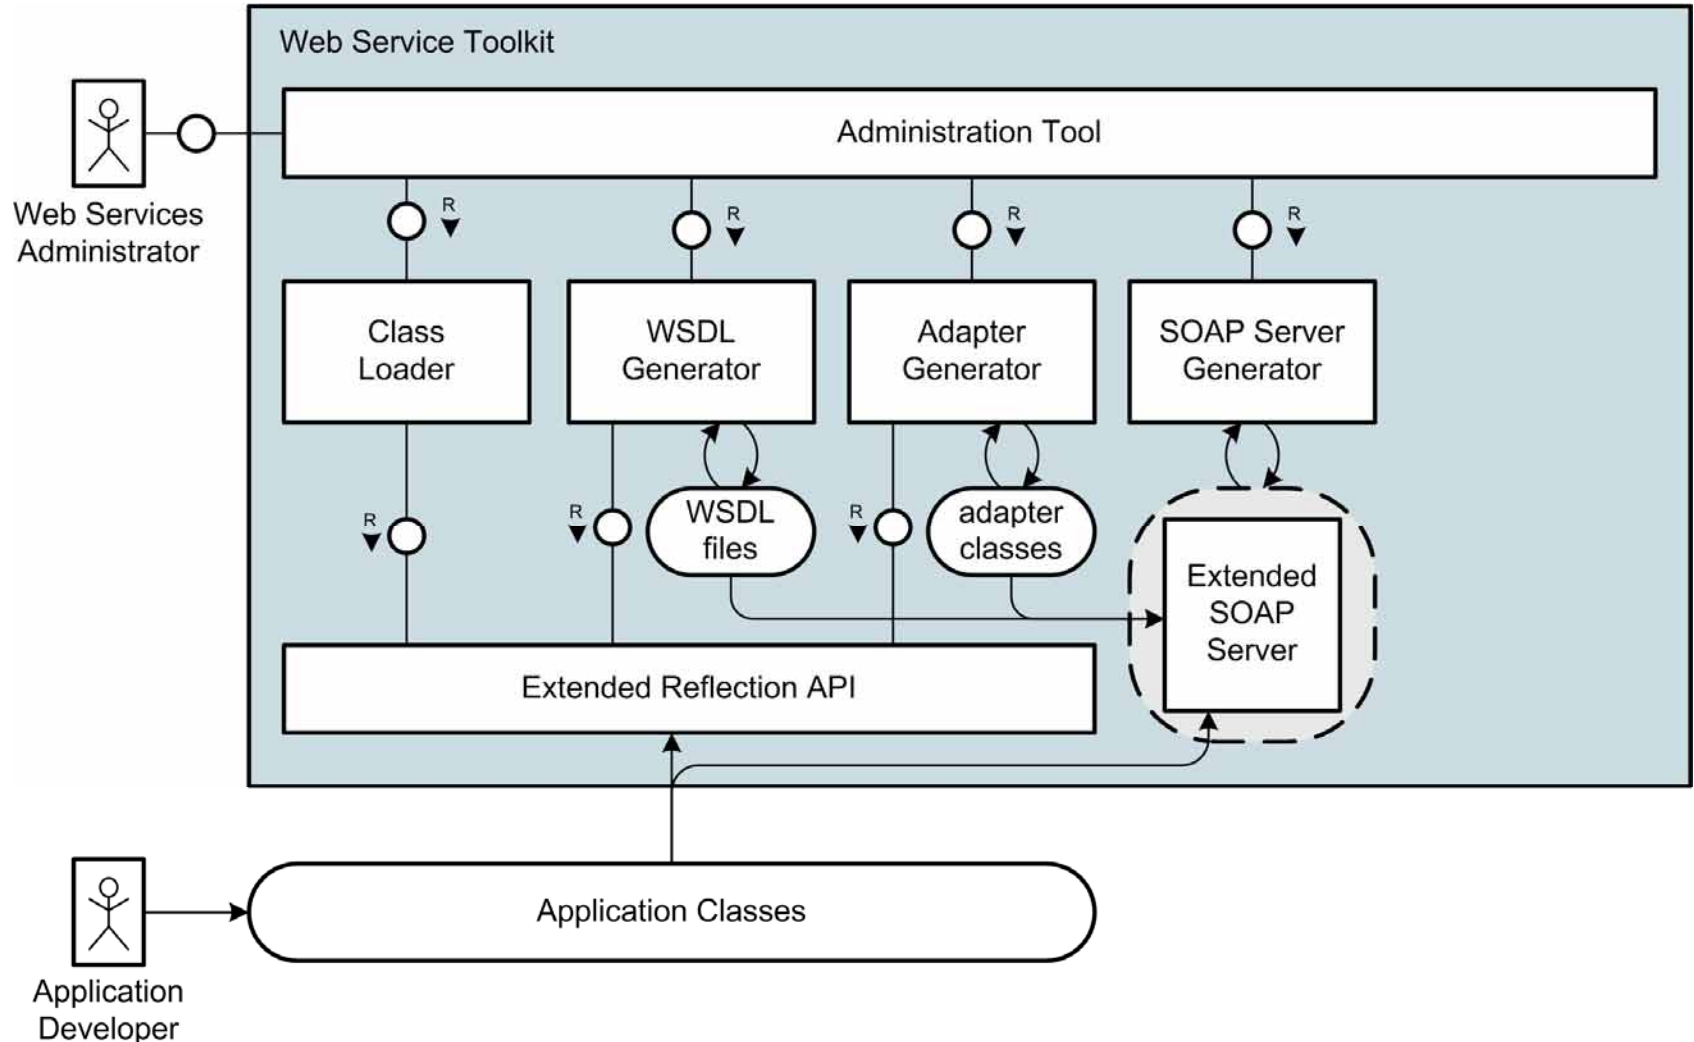 Web Service Toolkit
Administration Tool
Web Services
Administrator
R
R
R
R
Class
Loader
WSDL
Generator
Adapter
Generator
SOAP Server
Generator
R
R
R
WSDL
files
adapter
classes
Extended
SOAP
Server
Extended Reflection API
Application Classes
Application
Developer